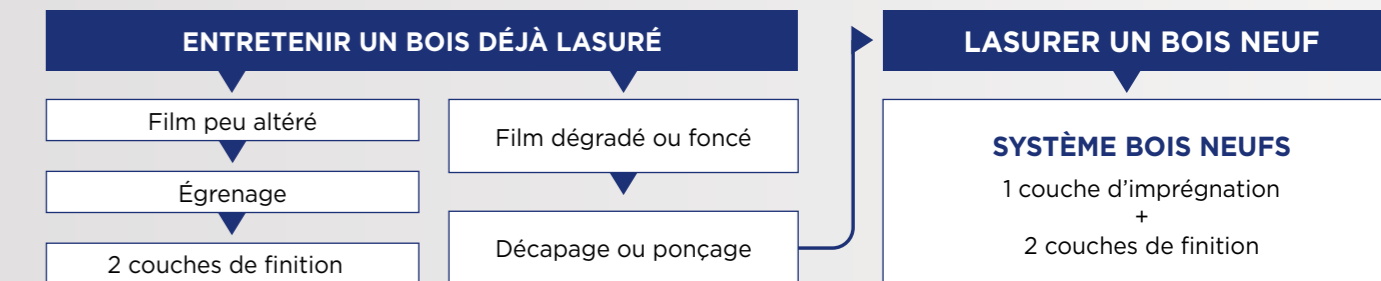 ENTRETENIR UN BOIS DÉJÀ LASURÉ
Film peu altéré
Égrenage
2 couches de finition
Film dégradé ou foncé
Décapage ou ponçage
LASURER UN BOIS NEUF
SYSTÈME BOIS NEUFS
1 couche d’imprégnation
+
2 couches de finition